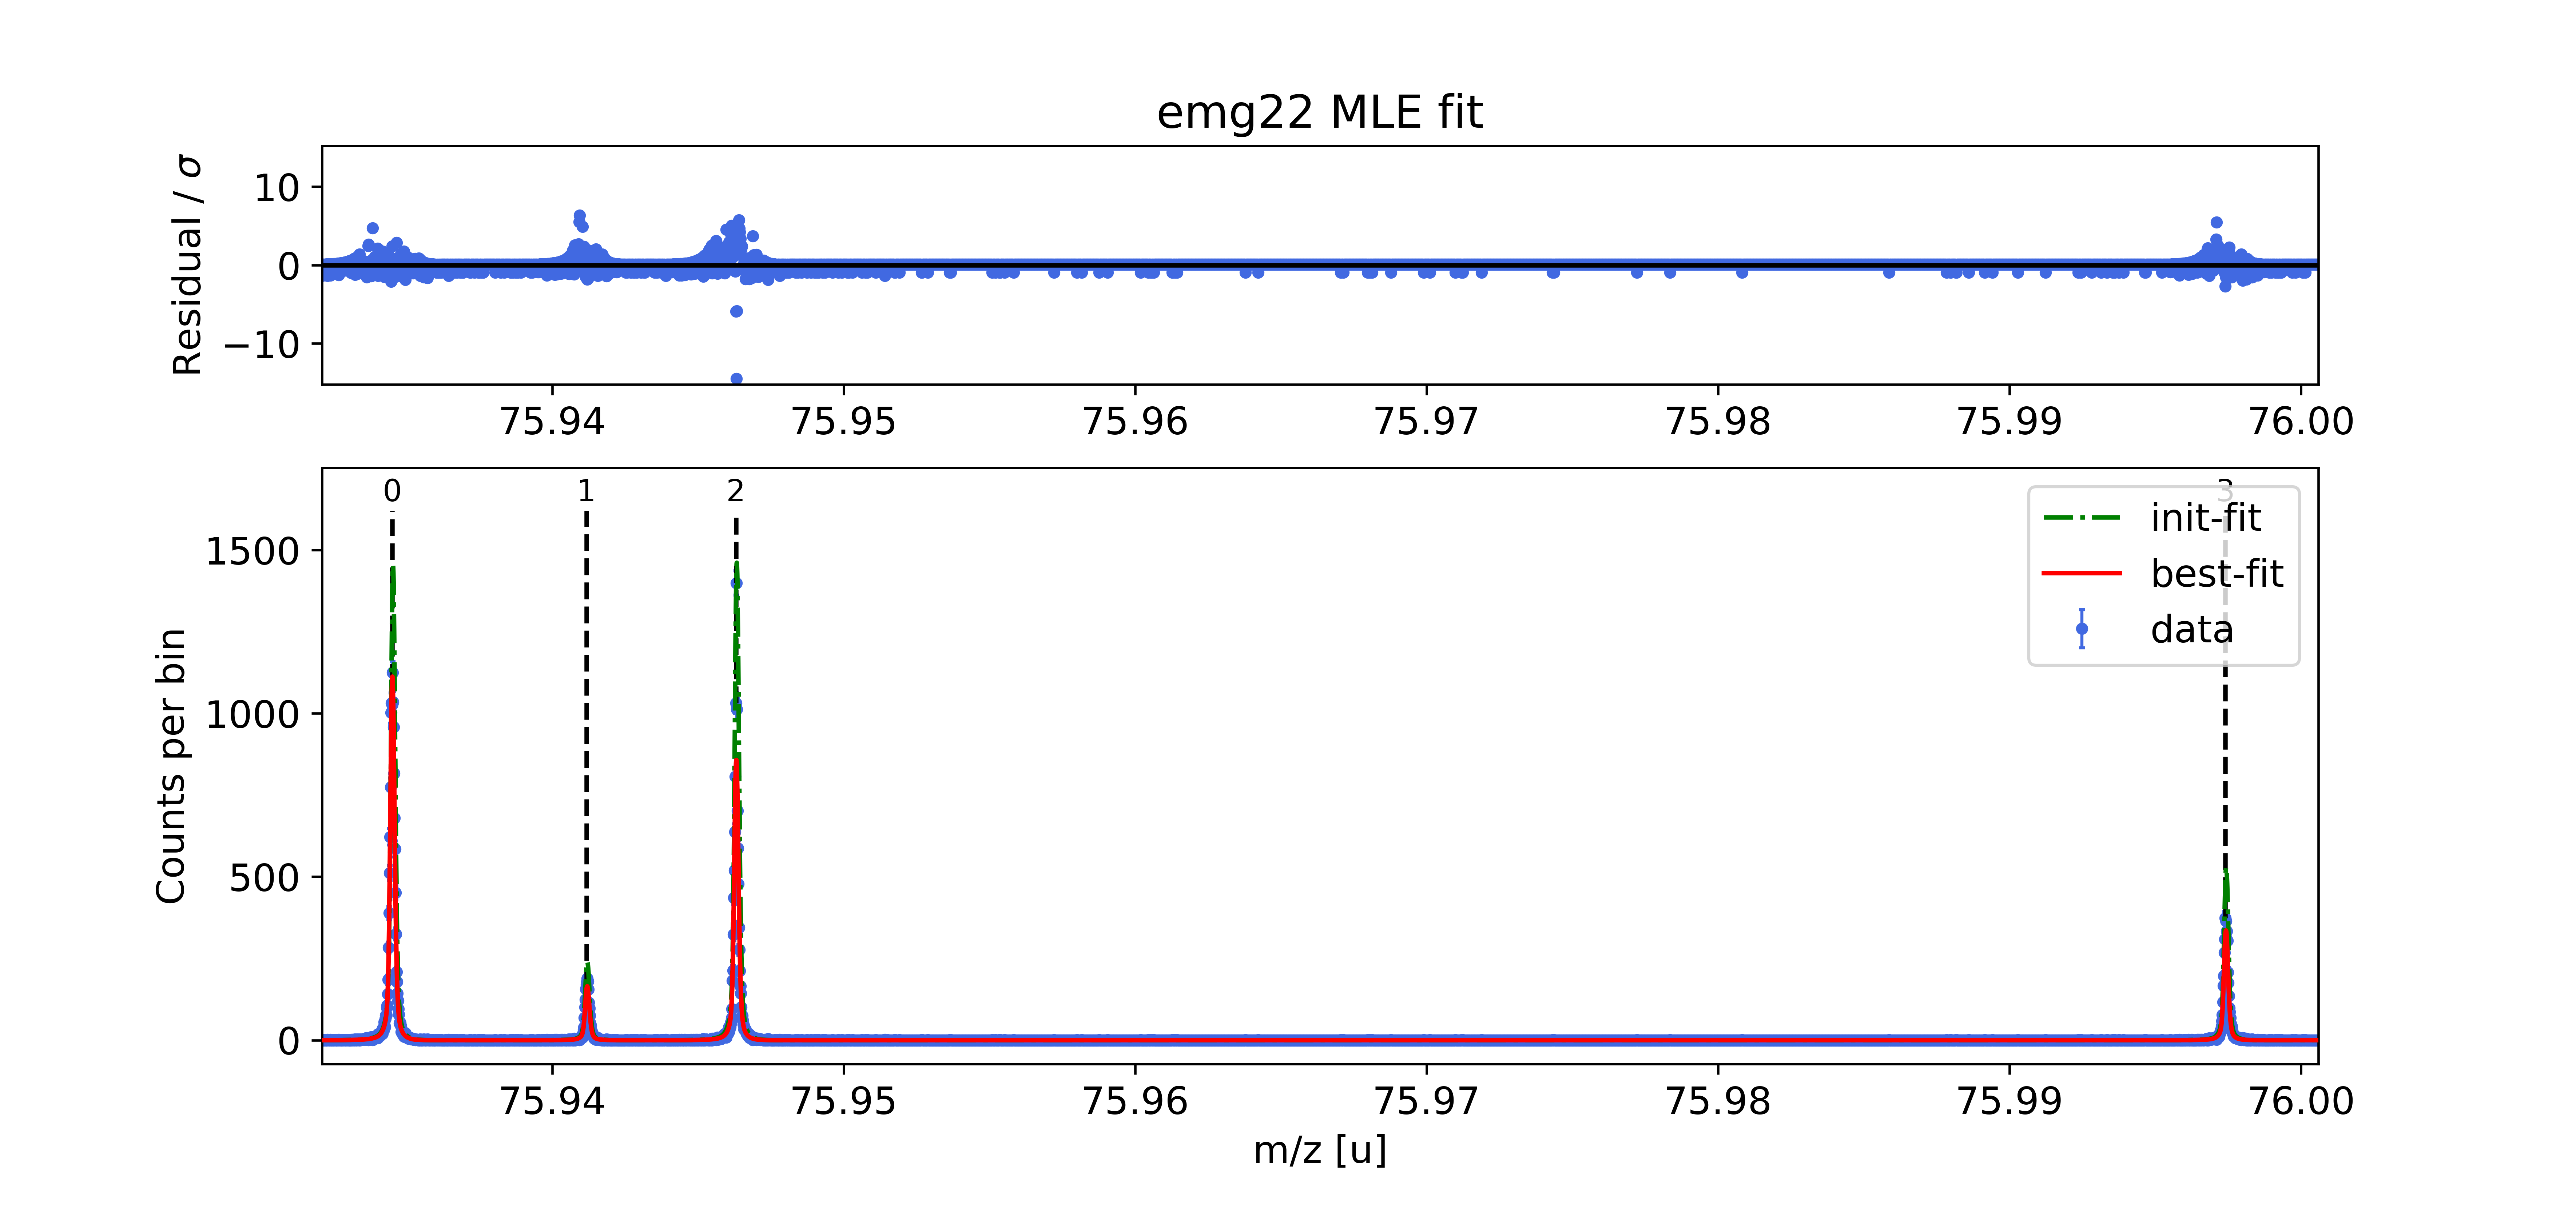 emg22 MLE fit
Residual / σ
10
0
−10
75.94 75.95 75.96 75.97 75.98 75.99 76.00
0 1 2 3
init-fit
best-fit
data
Counts per bin
1500
1000
500
0
75.94 75.95 75.96 75.97 75.98 75.99 76.00
m/z [u]